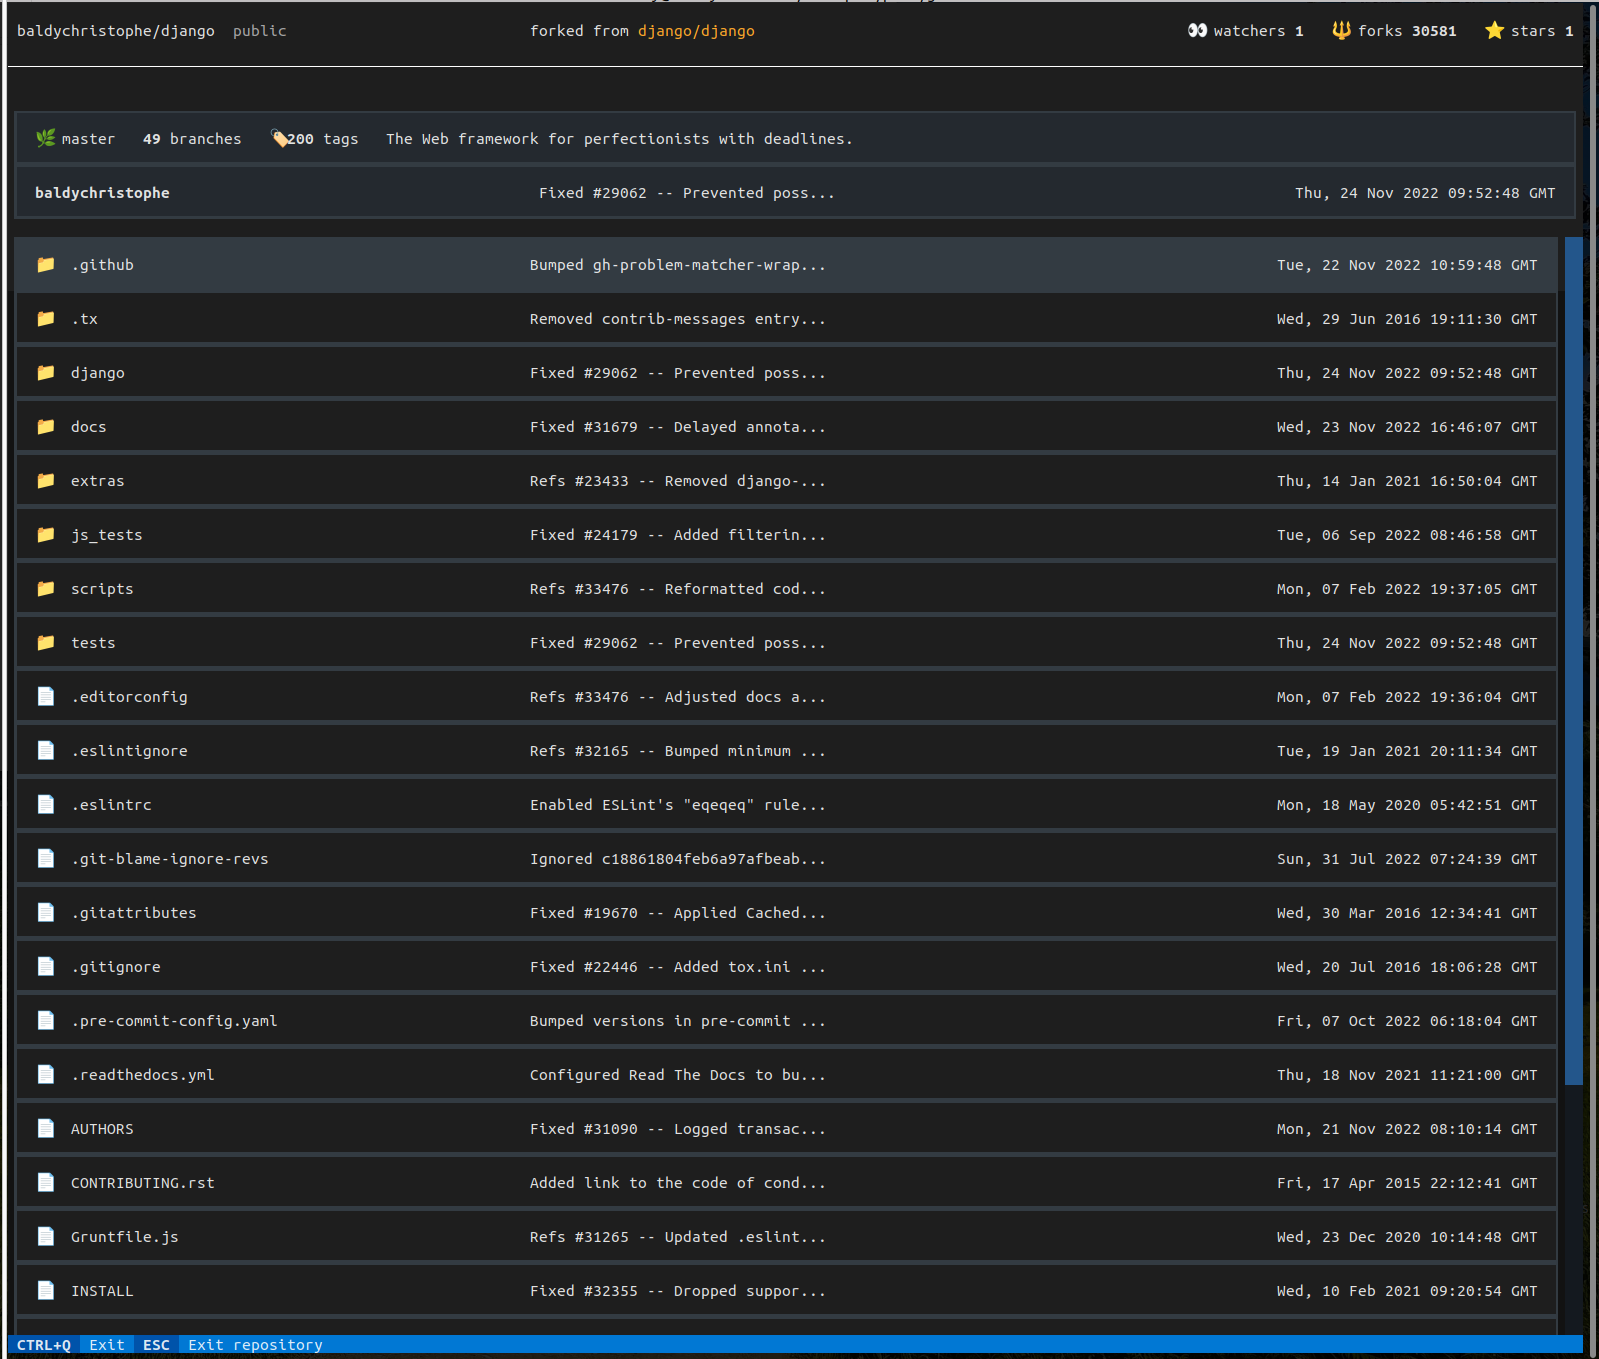 baldychristophe/django public forked from django/django watchers 1 forks 30581 stars 1
master 49 branches 200 tags The Web framework for perfectionists with deadlines.
baldychristophe Fixed #29062 -- Prevented poss... Thu, 24 Nov 2022 09:52:48 GMT
.github Bumped gh-problem-matcher-wrap... Tue, 22 Nov 2022 10:59:48 GMT
.tx Removed contrib-messages entry... Wed, 29 Jun 2016 19:11:30 GMT
django Fixed #29062 -- Prevented poss... Thu, 24 Nov 2022 09:52:48 GMT
docs Fixed #31679 -- Delayed annota... Wed, 23 Nov 2022 16:46:07 GMT
extras Refs #23433 -- Removed django-... Thu, 14 Jan 2021 16:50:04 GMT
js_tests Fixed #24179 -- Added filterin... Tue, 06 Sep 2022 08:46:58 GMT
scripts Refs #33476 -- Reformatted cod... Mon, 07 Feb 2022 19:37:05 GMT
tests Fixed #29062 -- Prevented poss... Thu, 24 Nov 2022 09:52:48 GMT
.editorconfig Refs #33476 -- Adjusted docs a... Mon, 07 Feb 2022 19:36:04 GMT
.eslintignore Refs #32165 -- Bumped minimum ... Tue, 19 Jan 2021 20:11:34 GMT
.eslintrc Enabled ESLint's "eqeqeq" rule... Mon, 18 May 2020 05:42:51 GMT
.git-blame-ignore-revs Ignored c18861804feb6a97afbeab... Sun, 31 Jul 2022 07:24:39 GMT
.gitattributes Fixed #19670 -- Applied Cached... Wed, 30 Mar 2016 12:34:41 GMT
.gitignore Fixed #22446 -- Added tox.ini ... Wed, 20 Jul 2016 18:06:28 GMT
.pre-commit-config.yaml Bumped versions in pre-commit ... Fri, 07 Oct 2022 06:18:04 GMT
.readthedocs.yml Configured Read The Docs to bu... Thu, 18 Nov 2021 11:21:00 GMT
AUTHORS Fixed #31090 -- Logged transac... Mon, 21 Nov 2022 08:10:14 GMT
CONTRIBUTING.rst Added link to the code of cond... Fri, 17 Apr 2015 22:12:41 GMT
Gruntfile.js Refs #31265 -- Updated .eslint... Wed, 23 Dec 2020 10:14:48 GMT
INSTALL Fixed #32355 -- Dropped suppor... Wed, 10 Feb 2021 09:20:54 GMT
CTRL+Q Exit ESC Exit repository